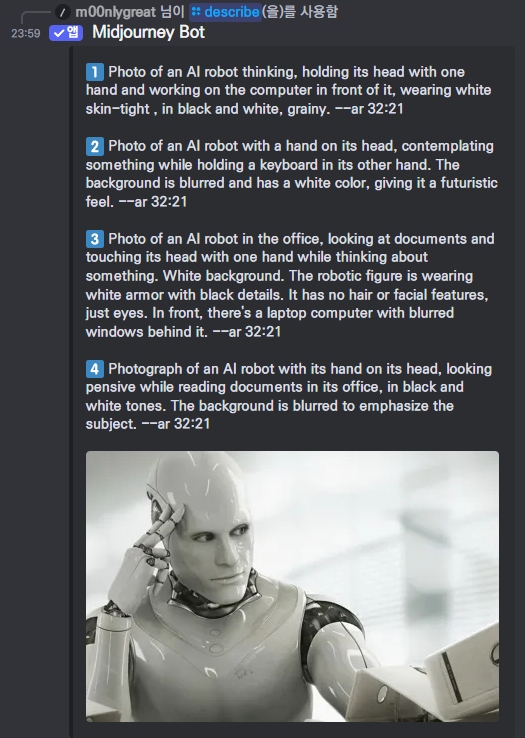 m00nlygreat 님이 describe(을)를 사용함
23:59 ✓앱 Midjourney Bot
1 Photo of an AI robot thinking, holding its head with one
hand and working on the computer in front of it, wearing white
skin-tight , in black and white, grainy. --ar 32:21
2 Photo of an AI robot with a hand on its head, contemplating
something while holding a keyboard in its other hand. The
background is blurred and has a white color, giving it a futuristic
feel. --ar 32:21
3 Photo of an AI robot in the office, looking at documents and
touching its head with one hand while thinking about
something. White background. The robotic figure is wearing
white armor with black details. It has no hair or facial features,
just eyes. In front, there's a laptop computer with blurred
windows behind it. --ar 32:21
4 Photograph of an AI robot with its hand on its head, looking
pensive while reading documents in its office, in black and
white tones. The background is blurred to emphasize the
subject. --ar 32:21